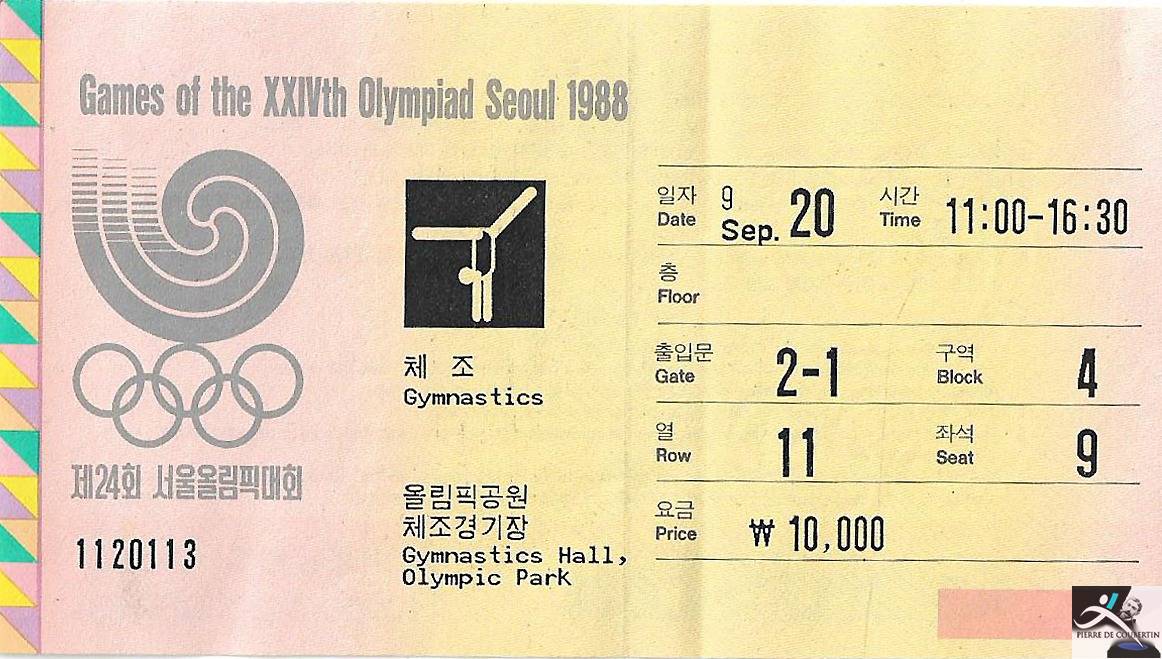 Games of the XXIVth Olympiad Seoul 1988
제24회 서울올림픽대회
1120113
체 조
Gymnastics
올림픽공원
체조경기장
Gymnastics Hall,
Olympic Park
일자 9
Date Sep. 20
시간
Time 11:00-16:30
층
Floor
출입문
Gate 2-1
구역
Block 4
열
Row 11
좌석
Seat 9
요금
Price ₩ 10,000
PIERRE DE COUBERTIN